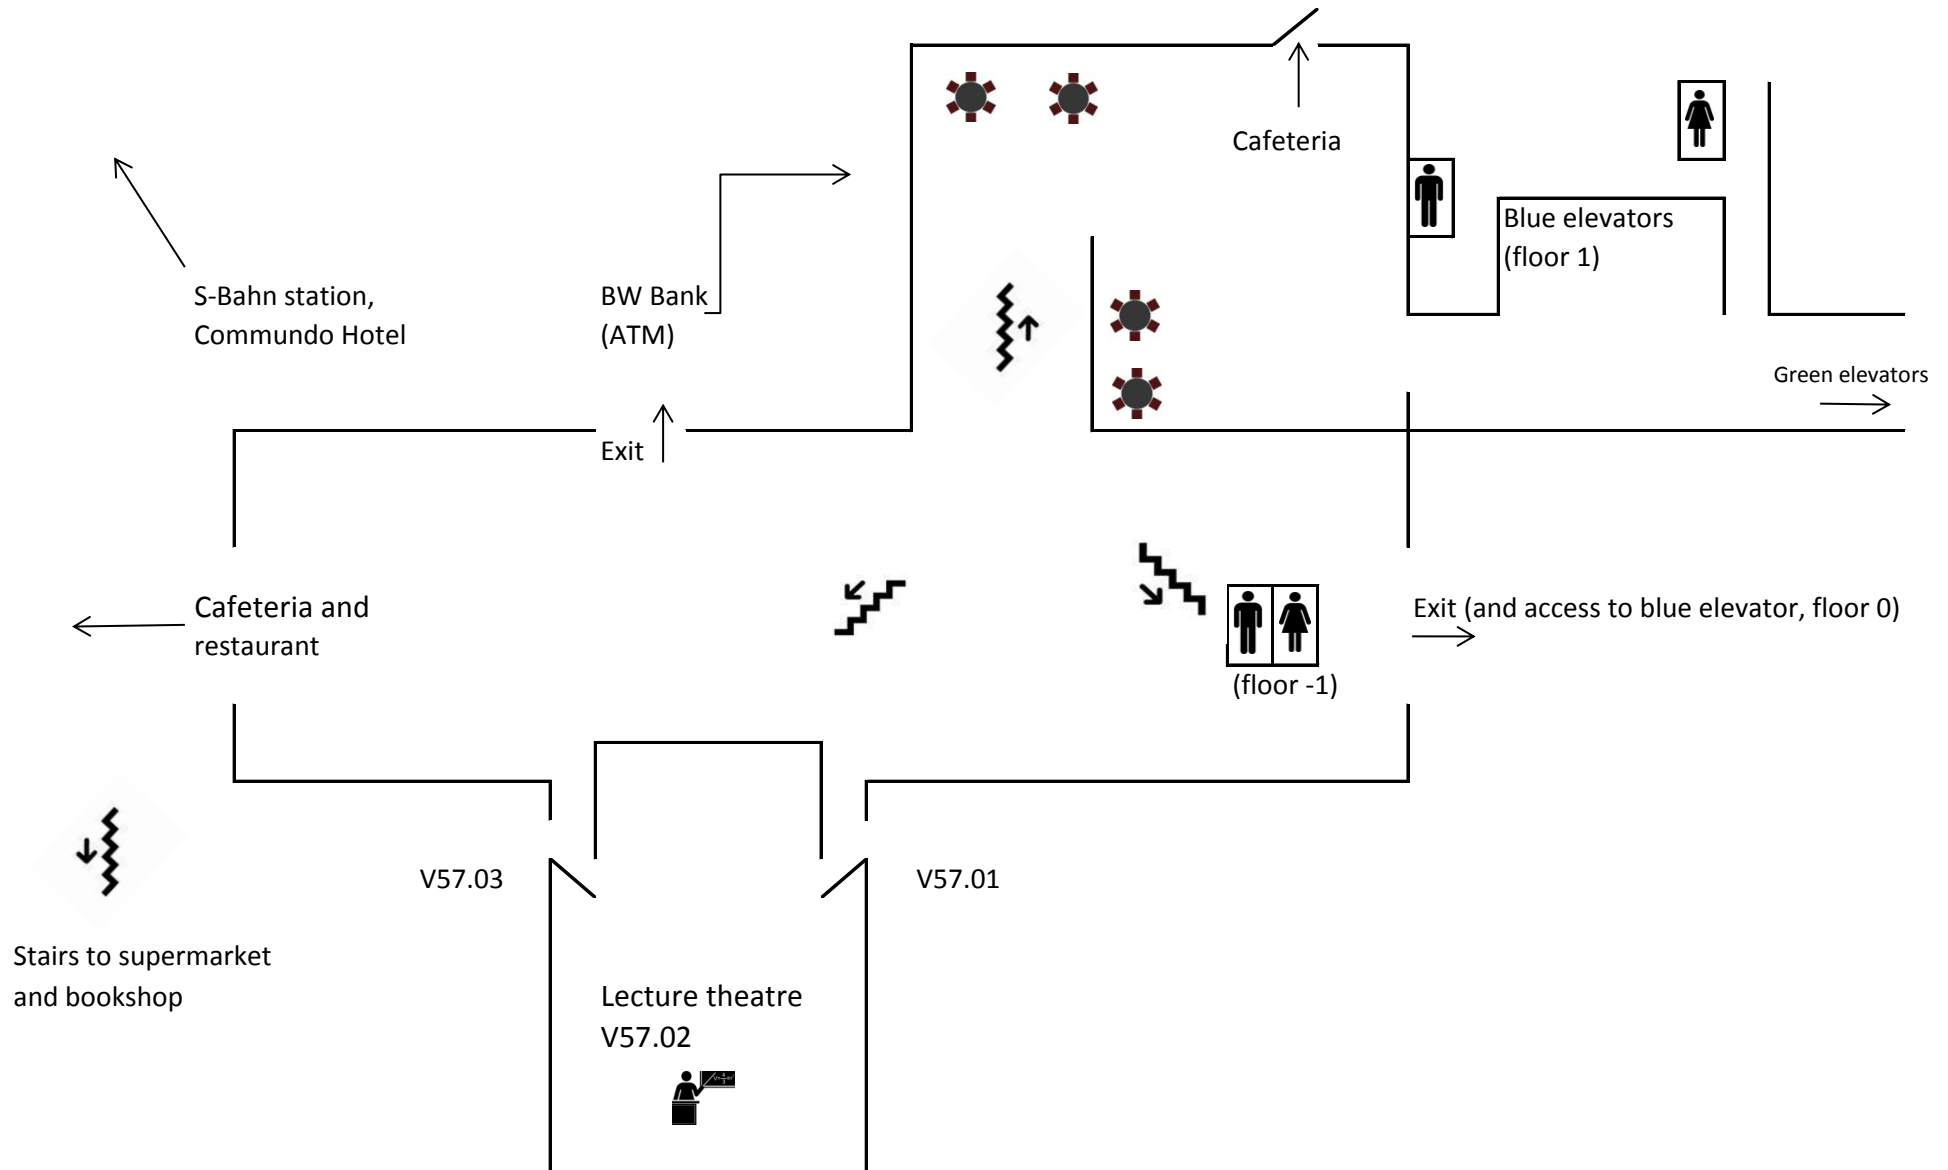 Cafeteria
Blue elevators
(floor 1)
S-Bahn station,
Commundo Hotel
BW Bank
(ATM)
Green elevators
Exit
Cafeteria and
restaurant
Exit (and access to blue elevator, floor 0)
(floor -1)
V57.03
V57.01
Stairs to supermarket
and bookshop
Lecture theatre
V57.02